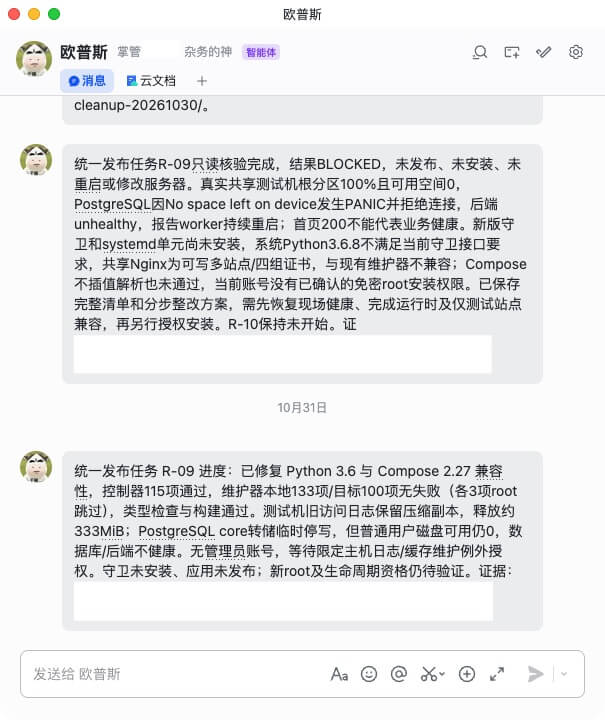 欧普斯
欧普斯 掌管 杂务的神 智能体
消息 云文档
cleanup-20261030/。
统一发布任务R-09只读核验完成，结果BLOCKED，未发布、未安装、未
重启或修改服务器。真实共享测试机根分区100%且可用空间0，
PostgreSQL因No space left on device发生PANIC并拒绝连接，后端
unhealthy，报告worker持续重启；首页200不能代表业务健康。新版守
卫和systemd单元尚未安装，系统Python3.6.8不满足当前守卫接口要
求，共享Nginx为可写多站点/四组证书，与现有维护器不兼容；Compose
不插值解析也未通过，当前账号没有已确认的免密root安装权限。已保存
完整清单和分步整改方案，需先恢复现场健康、完成运行时及仅测试站点
兼容，再另行授权安装。R-10保持未开始。证
10月31日
统一发布任务 R-09 进度：已修复 Python 3.6 与 Compose 2.27 兼容
性，控制器115项通过，维护器本地133项/目标100项无失败（各3项root
跳过），类型检查与构建通过。测试机旧访问日志保留压缩副本，释放约
333MiB；PostgreSQL core转储临时停写，但普通用户磁盘可用仍0，数
据库/后端不健康。无管理员账号，等待限定主机日志/缓存维护例外授
权。守卫未安装、应用未发布；新root及生命周期资格仍待验证。证据：
发送给 欧普斯
Aa